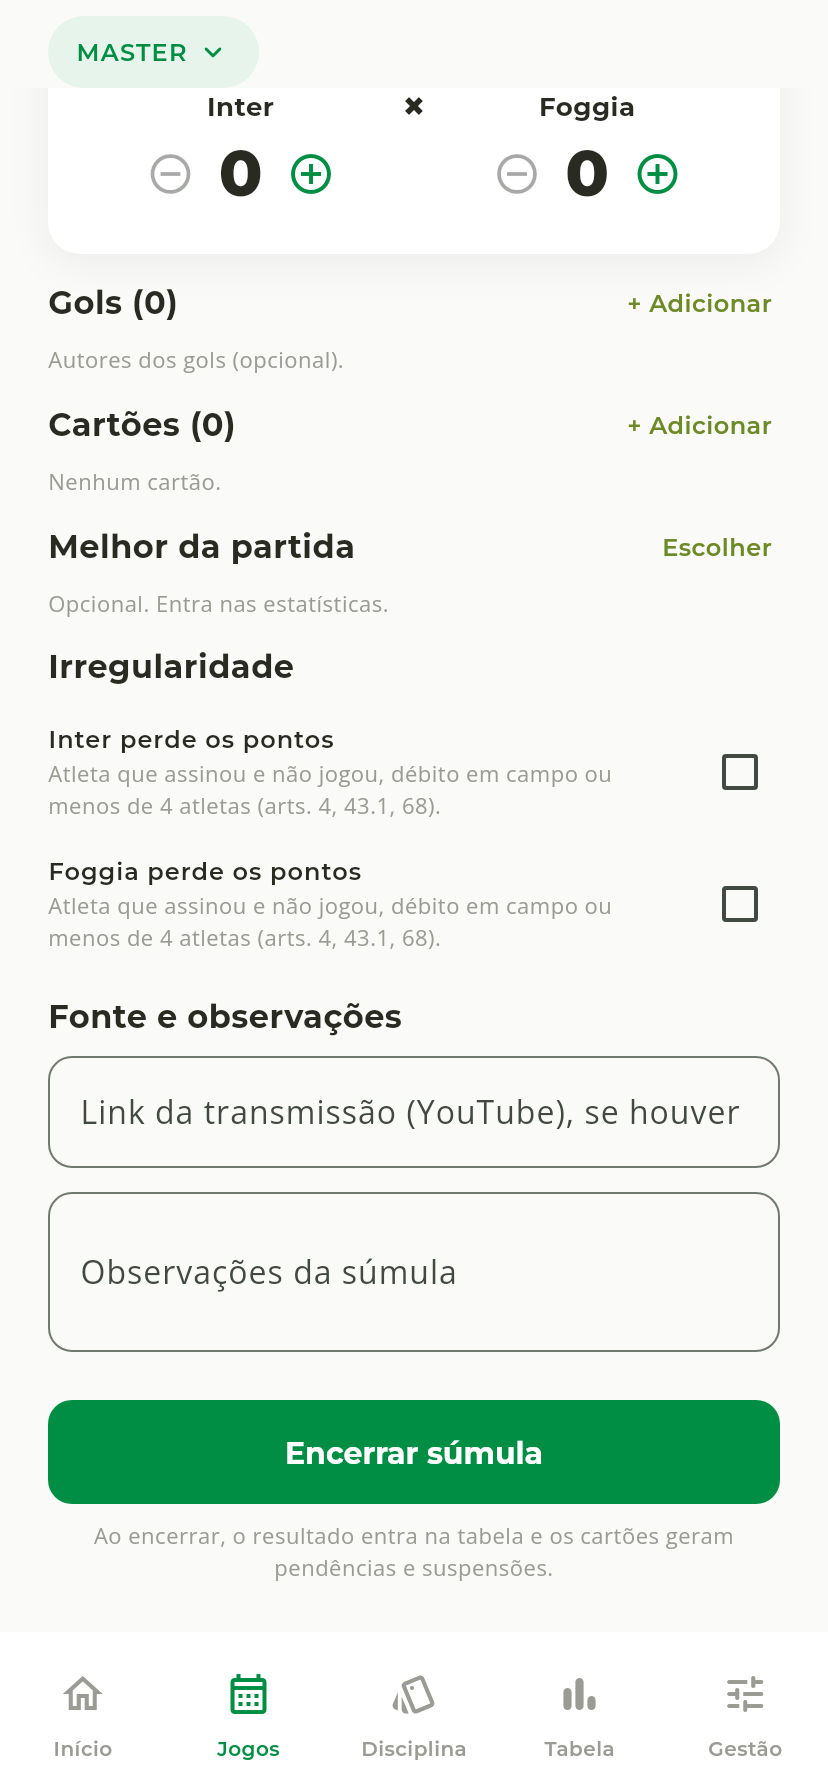 MASTER
Inter ✖ Foggia
0 0
Gols (0) + Adicionar
Autores dos gols (opcional).
Cartões (0) + Adicionar
Nenhum cartão.
Melhor da partida Escolher
Opcional. Entra nas estatísticas.
Irregularidade
Inter perde os pontos
Atleta que assinou e não jogou, débito em campo ou
menos de 4 atletas (arts. 4, 43.1, 68).
Foggia perde os pontos
Atleta que assinou e não jogou, débito em campo ou
menos de 4 atletas (arts. 4, 43.1, 68).
Fonte e observações
Link da transmissão (YouTube), se houver
Observações da súmula
Encerrar súmula
Ao encerrar, o resultado entra na tabela e os cartões geram
pendências e suspensões.
Início Jogos Disciplina Tabela Gestão